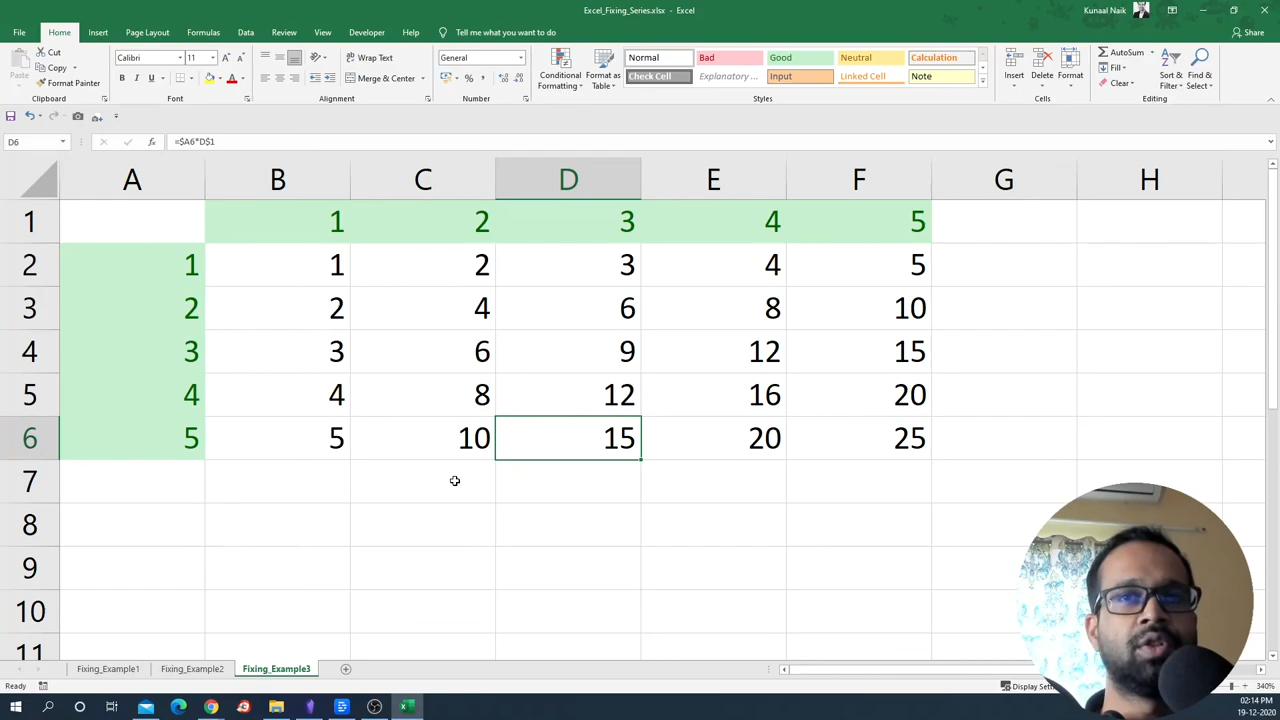 Excel_Fixing_Series.xlsx - Excel
Kunaal Naik
File Home Insert Page Layout Formulas Data Review View Developer Help Tell me what you want to do Share
Paste
Cut
Copy
Format Painter
Clipboard
Calibri 11
B I U
A
Font
Wrap Text
Merge & Center
Alignment
General
%
Number
Conditional Formatting
Format as Table
Normal Bad Good Neutral Calculation
Check Cell Explanatory ... Input Linked Cell Note
Styles
Insert Delete Format
Cells
AutoSum
Fill
Clear
Sort & Filter
Find & Select
Editing
D6 fx =$A6*D$1
A B C D E F G H
1 1 2 3 4 5
2 1 1 2 3 4 5
3 2 2 4 6 8 10
4 3 3 6 9 12 15
5 4 4 8 12 16 20
6 5 5 10 15 20 25
7
8
9
10
11
Fixing_Example1 Fixing_Example2 Fixing_Example3
Ready Display Setti 340%
02:14 PM
19-12-2020